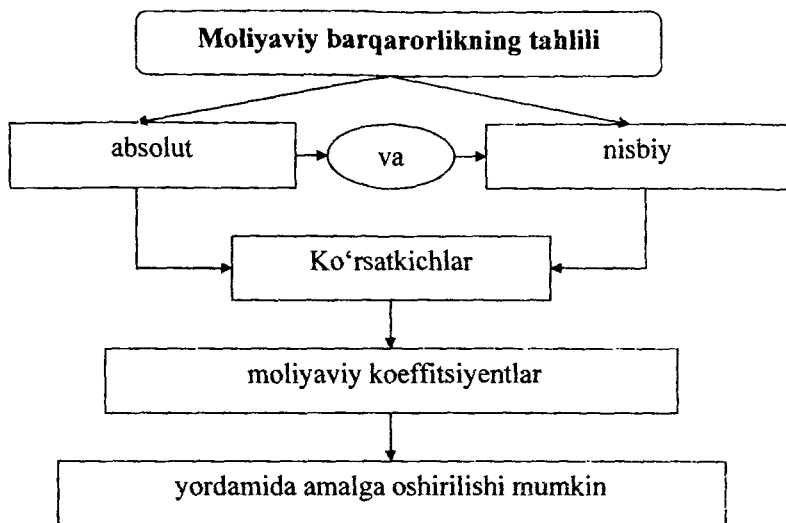 Moliyaviy barqarorlikning tahlili
absolut
va
nisbiy
Ko‘rsatkichlar
moliyaviy koeffitsiyentlar
yordamida amalga oshirilishi mumkin